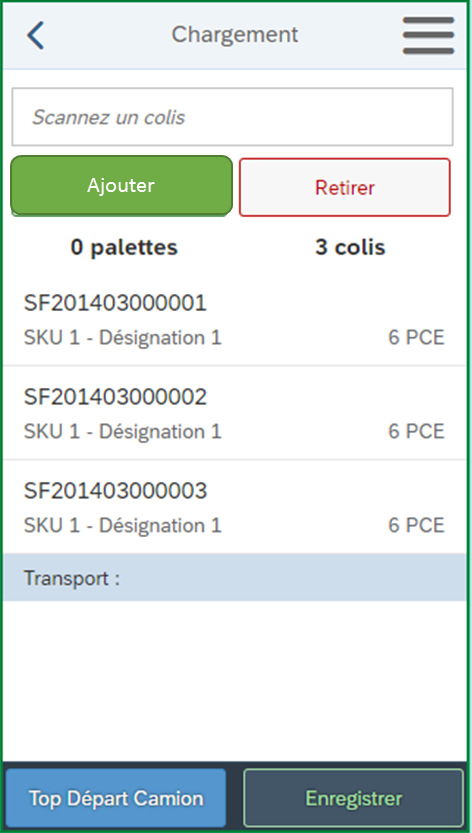 Chargement
Scannez un colis
Ajouter
Retirer
0 palettes
3 colis
SF201403000001
SKU 1 - Désignation 1
6 PCE
SF201403000002
SKU 1 - Désignation 1
6 PCE
SF201403000003
SKU 1 - Désignation 1
6 PCE
Transport :
Top Départ Camion
Enregistrer